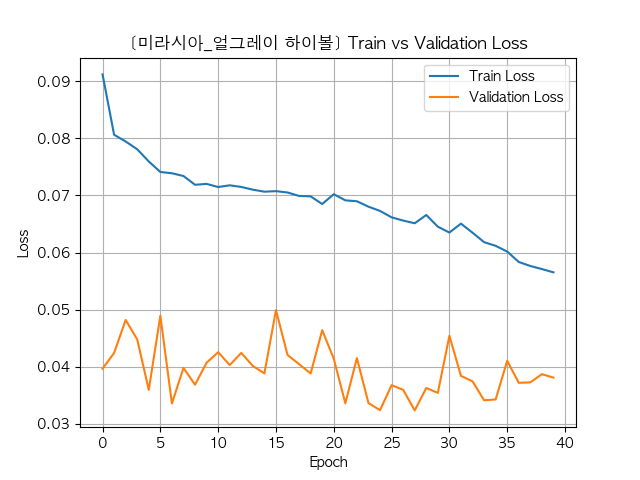 [미라시아_얼그레이 하이볼] Train vs Validation Loss
Train Loss
Validation Loss
Loss
0.09
0.08
0.07
0.06
0.05
0.04
0.03
0 5 10 15 20 25 30 35 40
Epoch